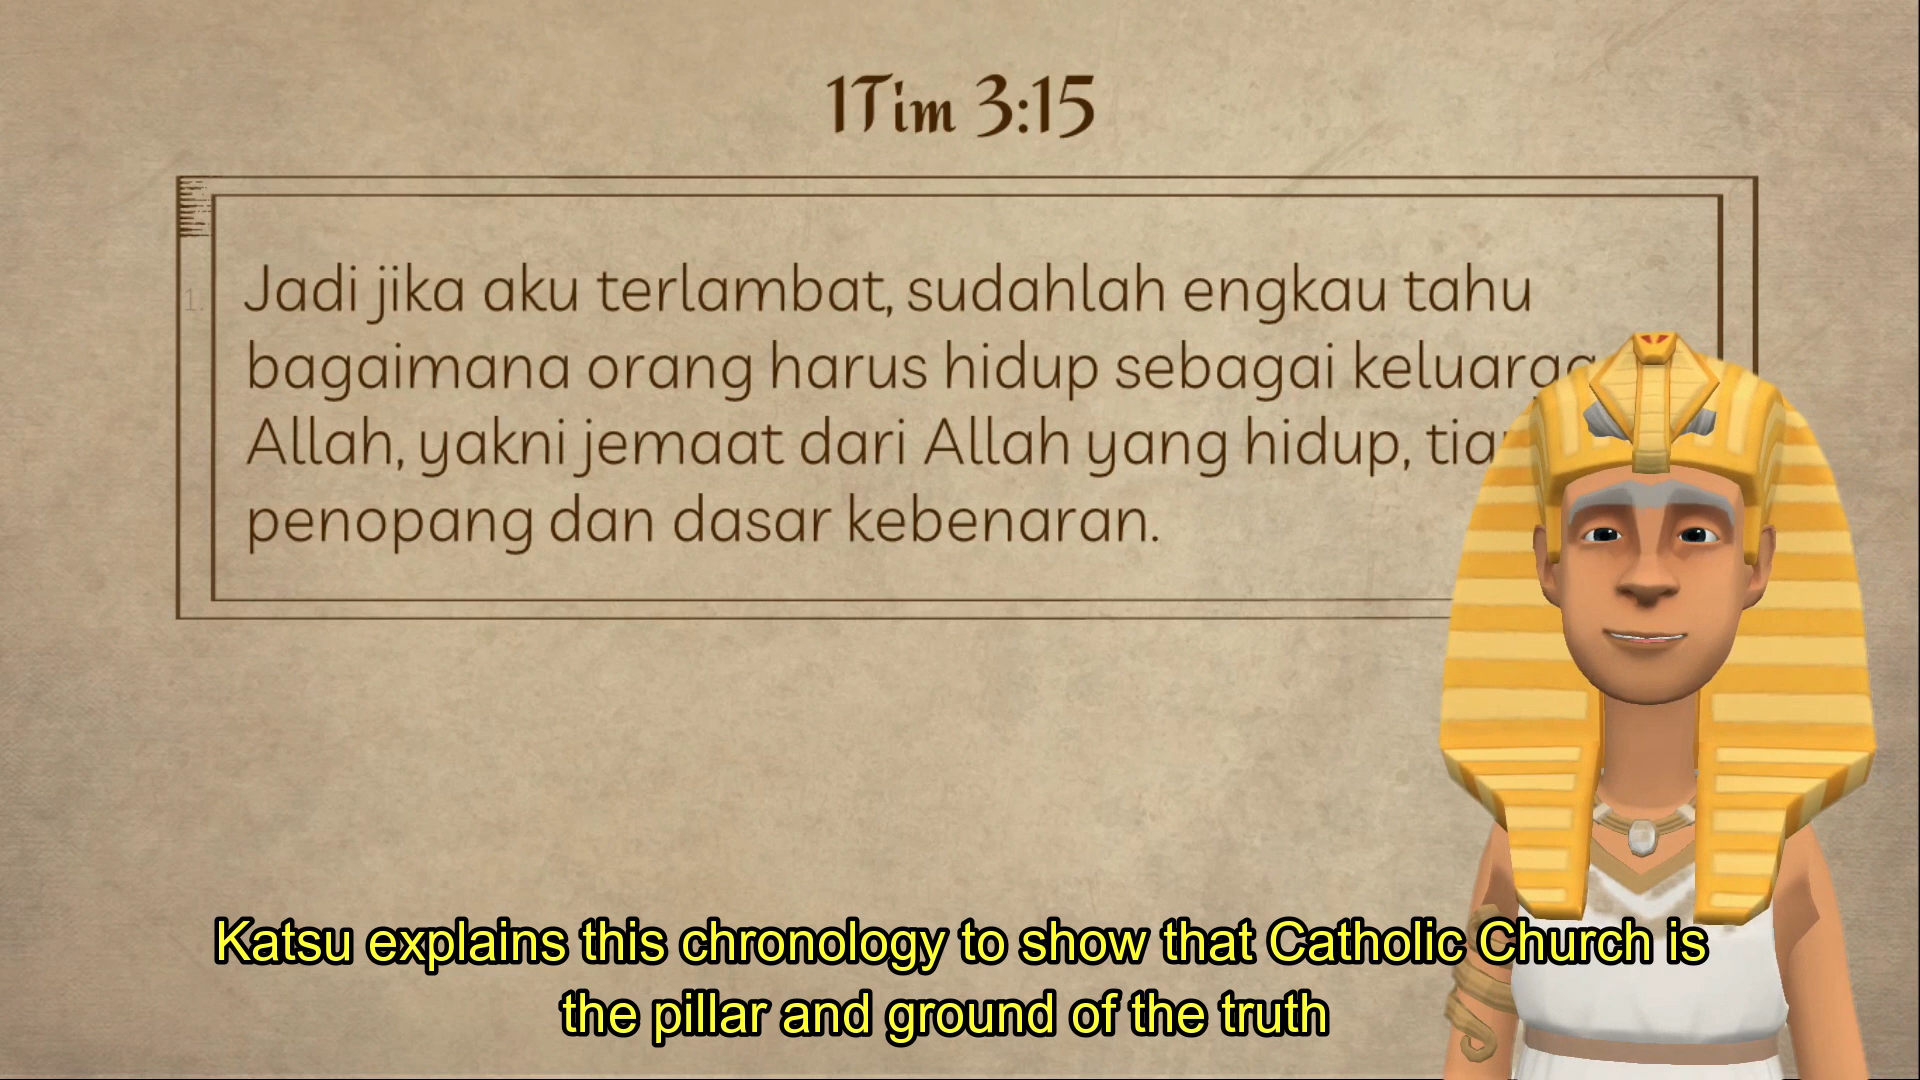 1Tim 3:15
1.
Jadi jika aku terlambat, sudahlah engkau tahu
bagaimana orang harus hidup sebagai
Allah, yakni jemaat dari Allah yang hidup,
penopang dan dasar kebenaran.
Katsu explains this chronology to show that Catholic Church is
the pillar and ground of the truth